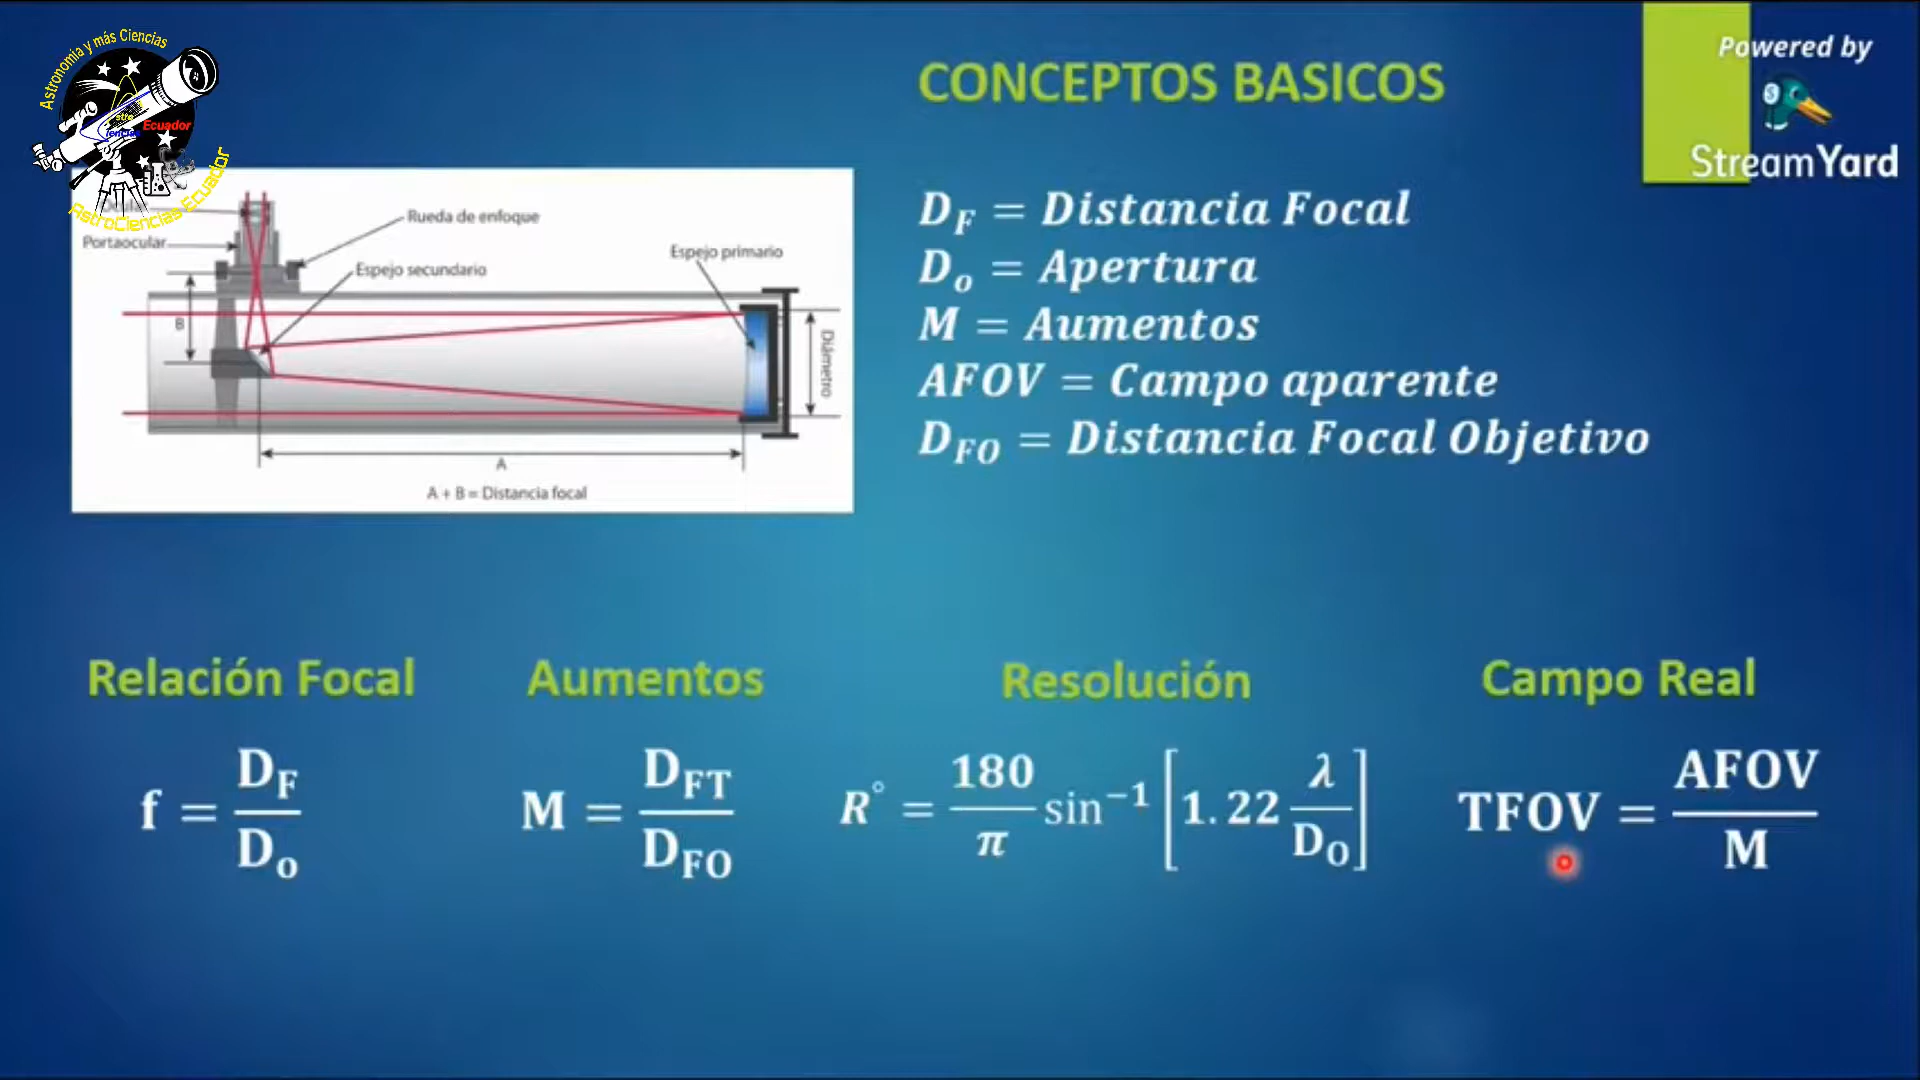 Astronomía y más Ciencias
Ecuador
AstroCiencias Ecuador
CONCEPTOS BASICOS
Powered by
StreamYard
Ocular
Portaocular
Rueda de enfoque
Espejo secundario
Espejo primario
B
Diámetro
A
A + B = Distancia focal
D_F = Distancia Focal
D_o = Apertura
M = Aumentos
AFOV = Campo aparente
D_FO = Distancia Focal Objetivo
Relación Focal
Aumentos
Resolución
Campo Real
f = D_F / D_o
M = D_FT / D_FO
R° = 180/π sin⁻¹ [1.22 λ/D_O]
TFOV = AFOV / M